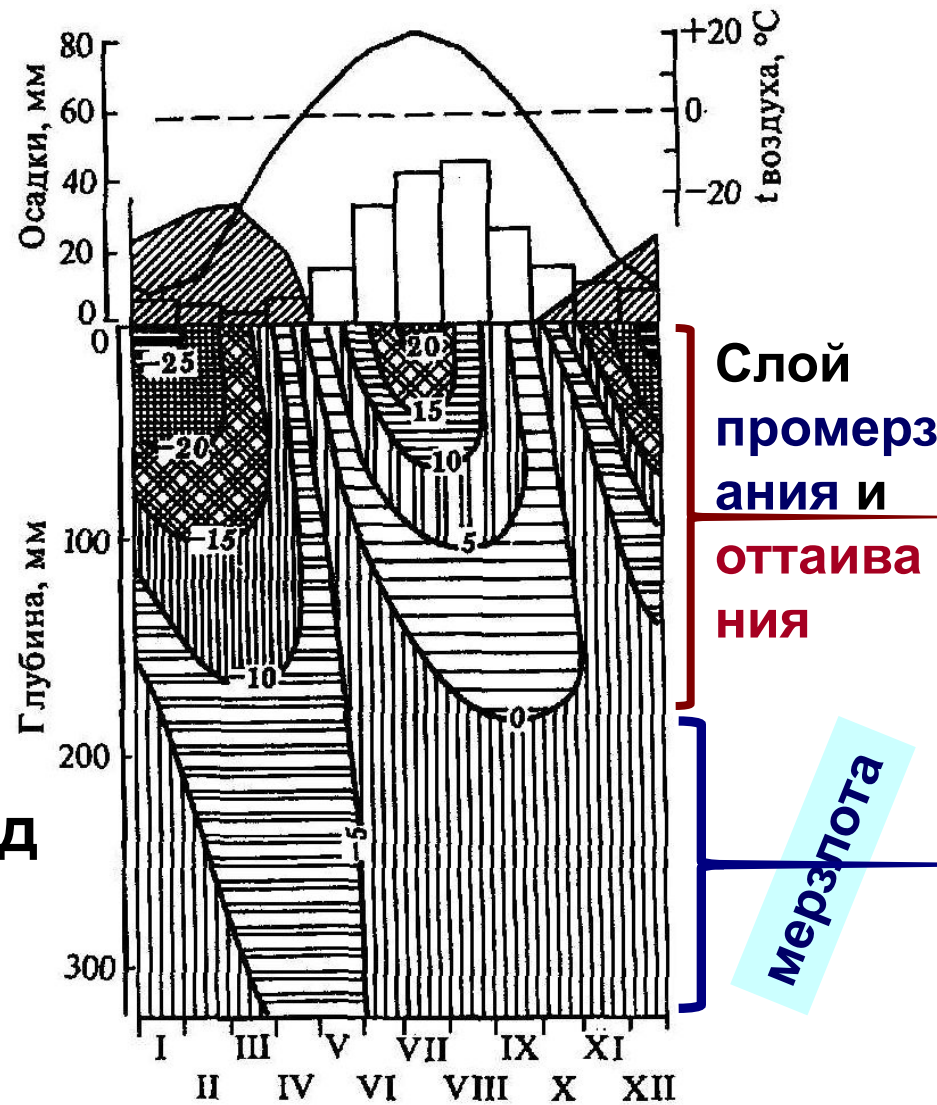 80
60
40
20
0
Осадки, мм
+20
0
−20
t воздуха, °C
0
100
200
300
Глубина, мм
−25
−20
−15
−10
−5
20
15
10
5
0
I
II
III
IV
V
VI
VII
VIII
IX
X
XI
XII
Слой
промерз
ания и
оттаива
ния
мерзлота
д